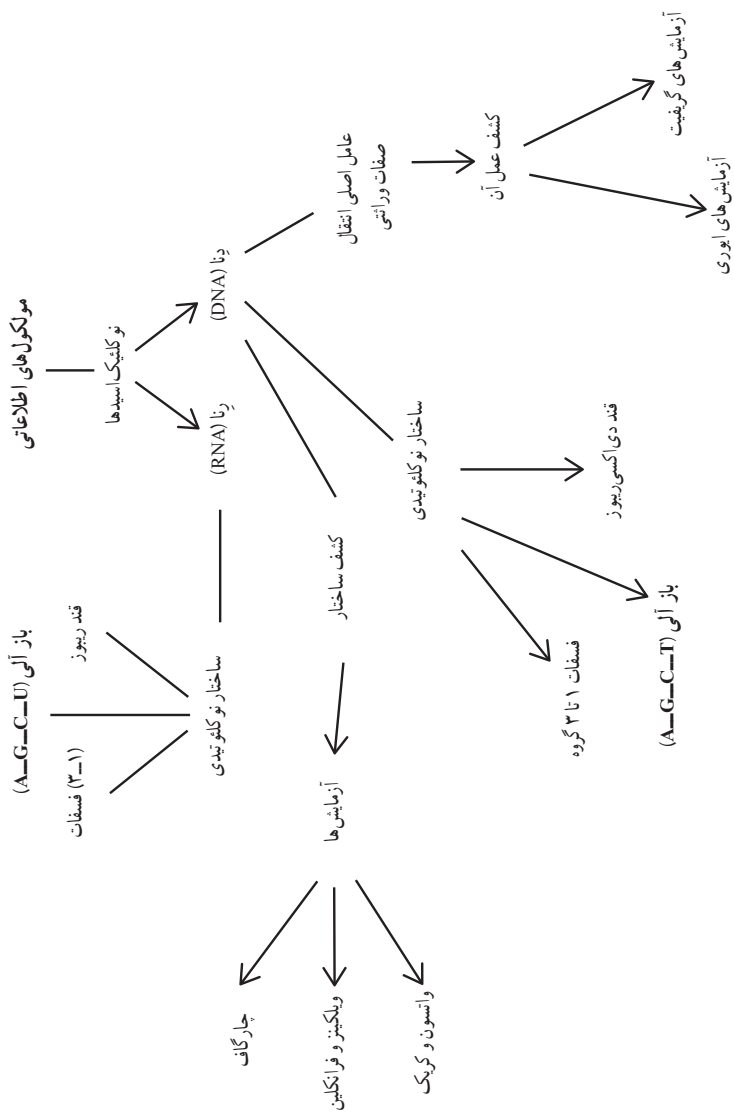 مولکول‌های اطلاعاتی
نوکلئیک‌اسیدها
دِنا (DNA)
رِنا (RNA)
عامل اصلی انتقال
صفات وراثتی
کشف عمل آن
آزمایش‌های گریفیت
آزمایش‌های ایوری
ساختار نوکلئوتیدی
قند دی‌اکسی‌ریبوز
باز آلی (A_G_C_T)
فسفات ۱ تا ۳ گروه
کشف ساختار
آزمایش‌ها
واتسون و کریک
ویلکینز و فرانکلین
چارگاف
ساختار نوکلئوتیدی
قند ریبوز
باز آلی (A_G_C_U)
(۱_۳) فسفات